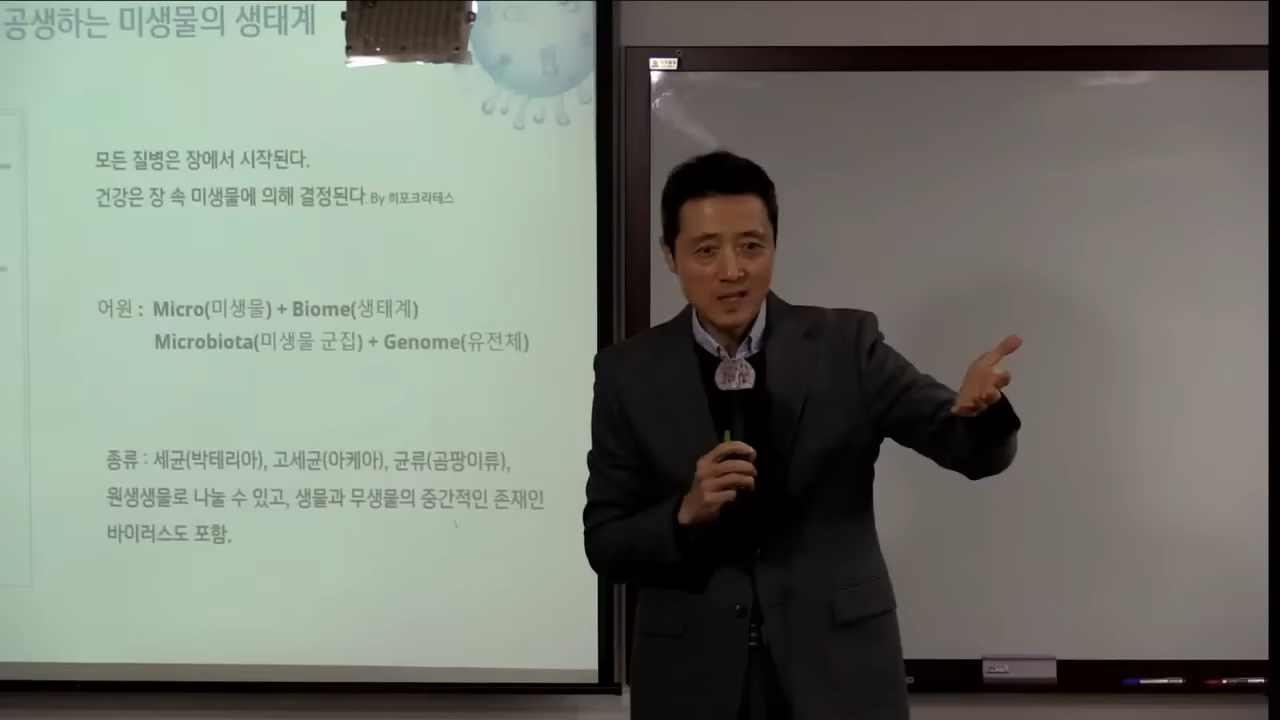 공생하는 미생물의 생태계
모든 질병은 장에서 시작된다.
건강은 장 속 미생물에 의해 결정된다. By 히포크라테스
어원 : Micro(미생물) + Biome(생태계)
Microbiota(미생물 군집) + Genome(유전체)
종류 : 세균(박테리아), 고세균(아케아), 균류(곰팡이류),
원생생물로 나눌 수 있고, 생물과 무생물의 중간적인 존재인
바이러스도 포함.